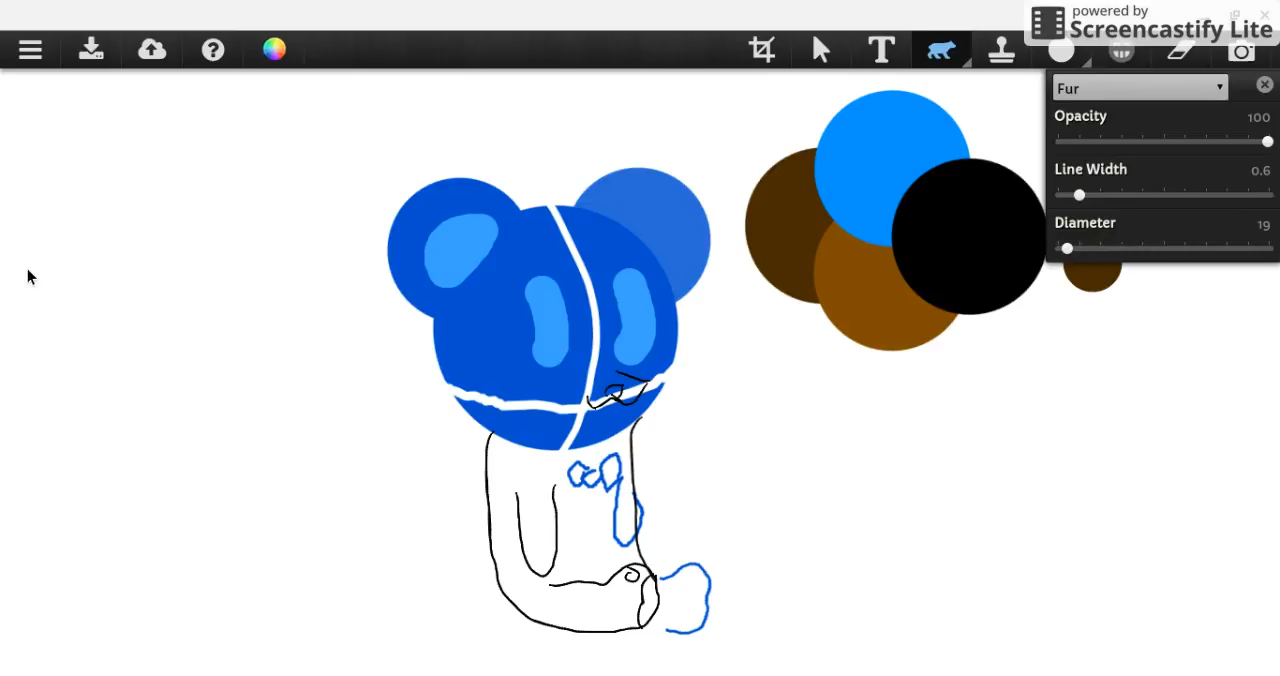 powered by
Screencastify Lite
Fur
Opacity 100
Line Width 0.6
Diameter 19